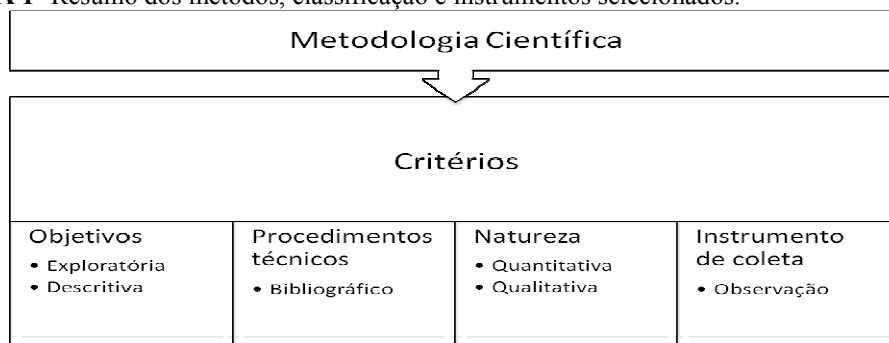 A 1- Resumo dos métodos, classificação e instrumentos selecionados.
Metodologia Científica
Critérios
Objetivos
• Exploratória
• Descritiva
Procedimentos
técnicos
• Bibliográfico
Natureza
• Quantitativa
• Qualitativa
Instrumento
de coleta
• Observação